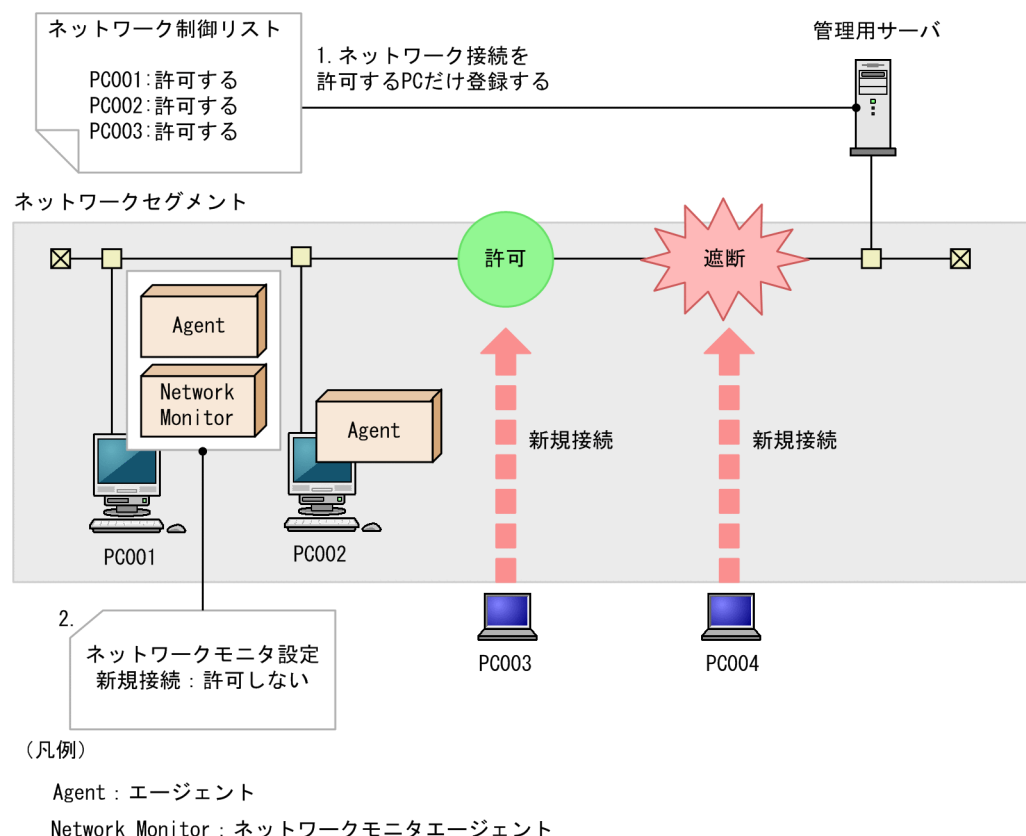 ネットワーク制御リスト
PC001:許可する
PC002:許可する
PC003:許可する
1.ネットワーク接続を
許可するPCだけ登録する
管理用サーバ
ネットワークセグメント
許可
遮断
Agent
Network
Monitor
Agent
新規接続
新規接続
PC001
PC002
2.
ネットワークモニタ設定
新規接続：許可しない
PC003
PC004
（凡例）
Agent：エージェント
Network Monitor：ネットワークモニタエージェント